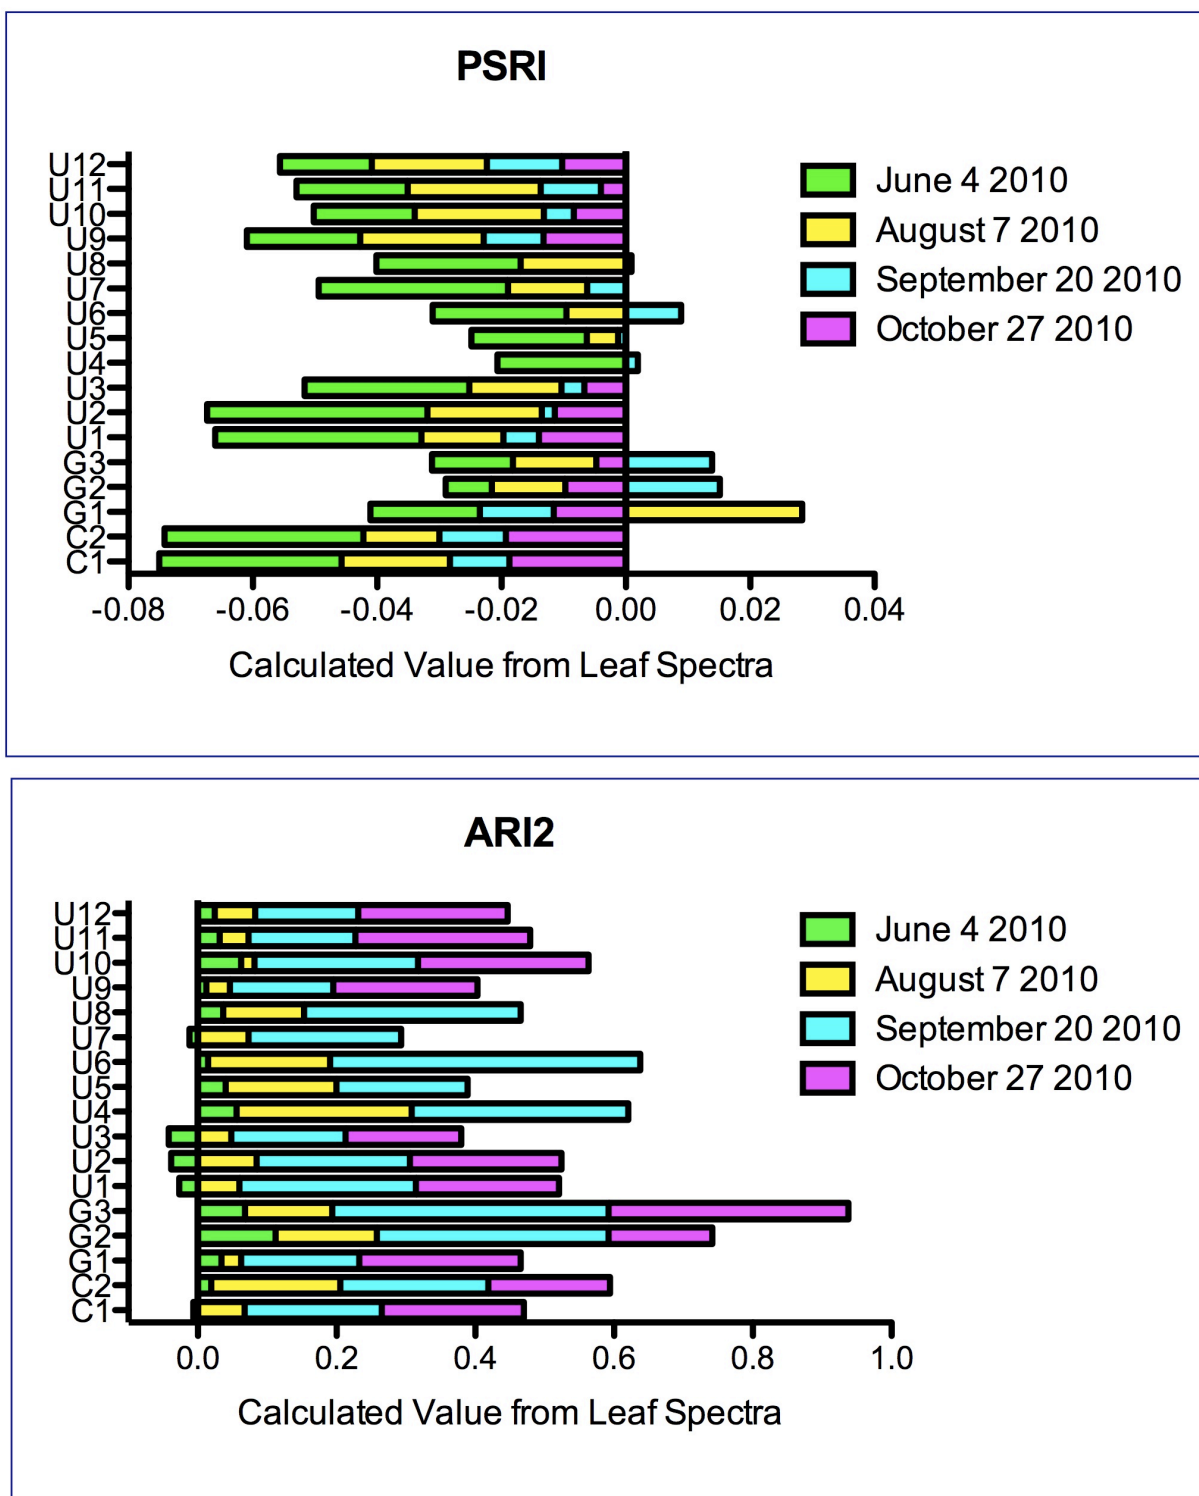 PSRI
U12
U11
U10
U9
U8
U7
U6
U5
U4
U3
U2
U1
G3
G2
G1
C2
C1
June 4 2010
August 7 2010
September 20 2010
October 27 2010
-0.08 -0.06 -0.04 -0.02 0.00 0.02 0.04
Calculated Value from Leaf Spectra
ARI2
U12
U11
U10
U9
U8
U7
U6
U5
U4
U3
U2
U1
G3
G2
G1
C2
C1
June 4 2010
August 7 2010
September 20 2010
October 27 2010
0.0 0.2 0.4 0.6 0.8 1.0
Calculated Value from Leaf Spectra